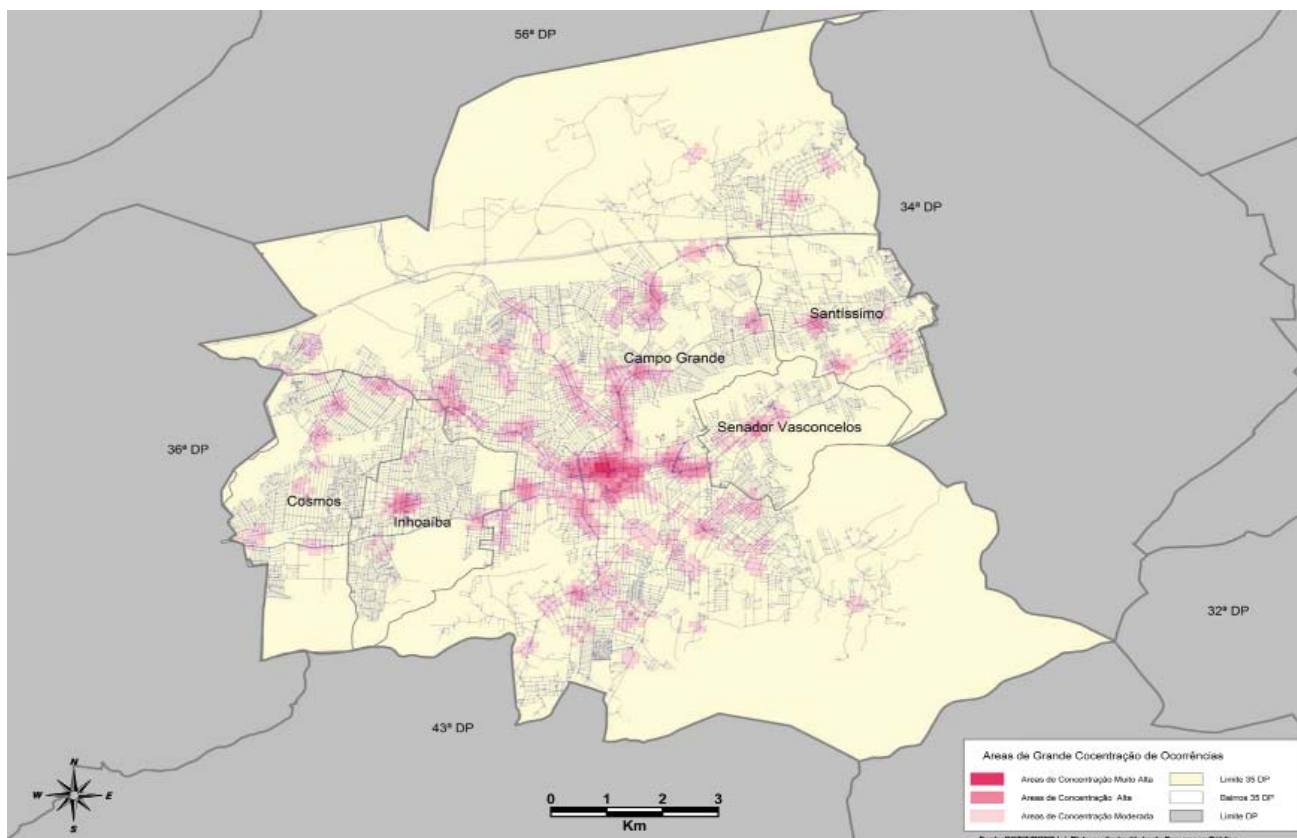 56ª DP
34ª DP
Santíssimo
Campo Grande
Senador Vasconcelos
36ª DP
Cosmos
Inhoaíba
32ª DP
43ª DP
N
W
E
S
0 1 2 3
Km
Areas de Grande Cocentração de Ocorrências
Areas de Concentração Muito Alta
Areas de Concentração Alta
Areas de Concentração Moderada
Limite 35 DP
Bairros 35 DP
Limite DP